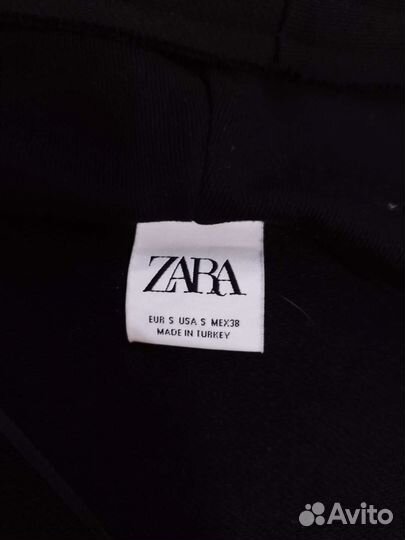 ZARA
EUR S USA S MEX38
MADE IN TURKEY
Avito